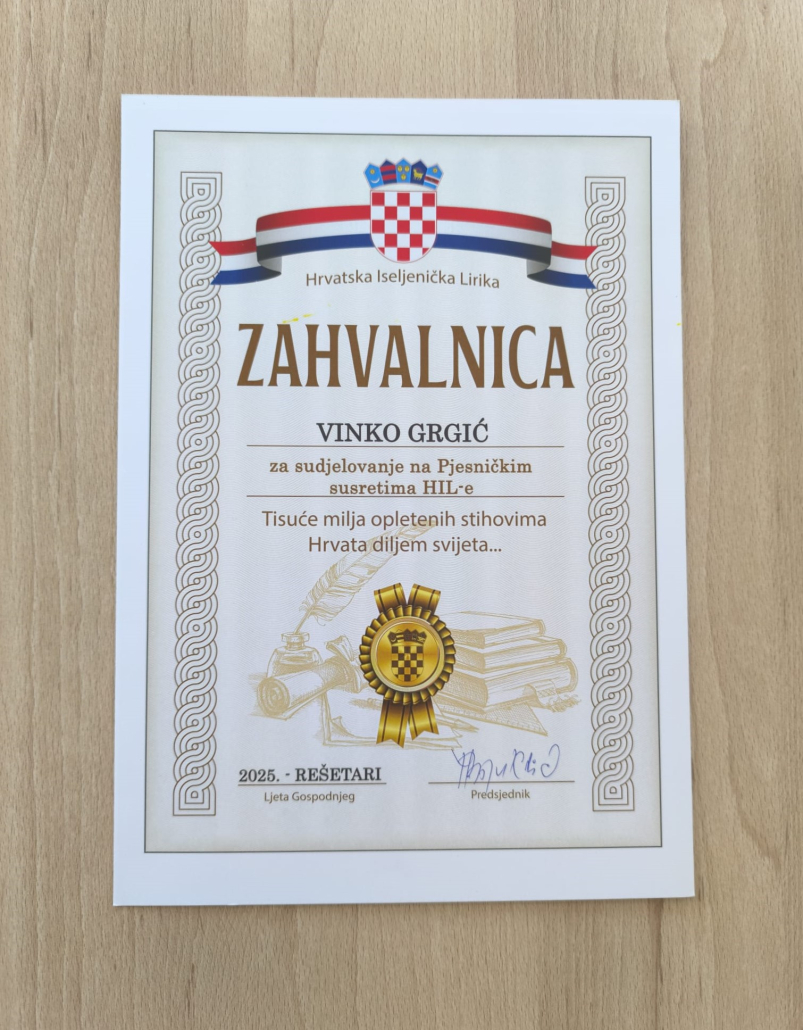 Hrvatska Iseljenička Lirika
ZAHVALNICA
VINKO GRGIĆ
za sudjelovanje na Pjesničkim
susretima HIL-e
Tisuće milja opletenih stihovima
Hrvata diljem svijeta...
2025. - REŠETARI
Ljeta Gospodnjeg
Predsjednik